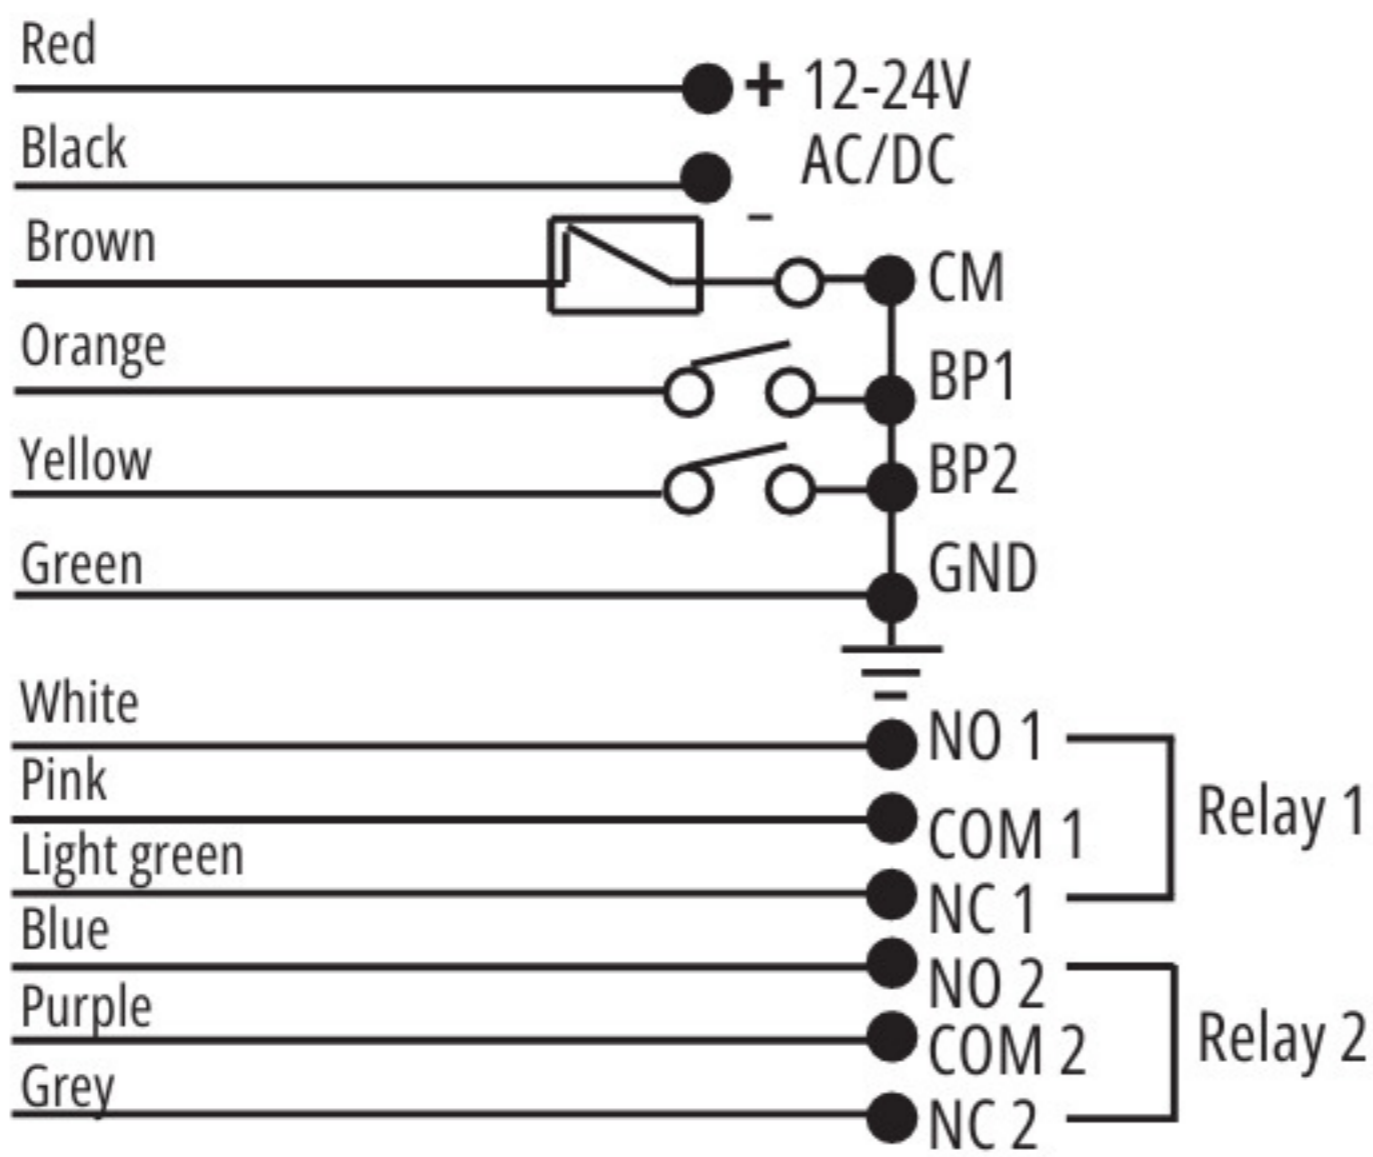 Red
+ 12-24V
Black
AC/DC
-
Brown
CM
Orange
BP1
Yellow
BP2
Green
GND
White
NO 1
Pink
COM 1
Relay 1
Light green
NC 1
Blue
NO 2
Purple
COM 2
Relay 2
Grey
NC 2